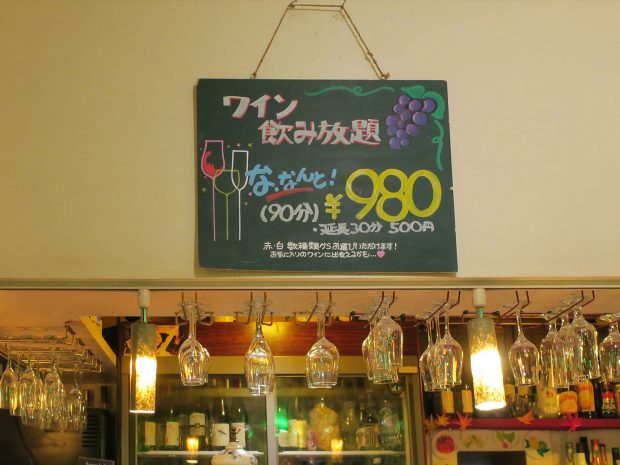 ワイン
飲み放題
な、なんと!
(90分) ¥980
・延長30分 500円
赤・白 数種類からお選びいただけます!
お気に入りのワインに出会えるかも…♥